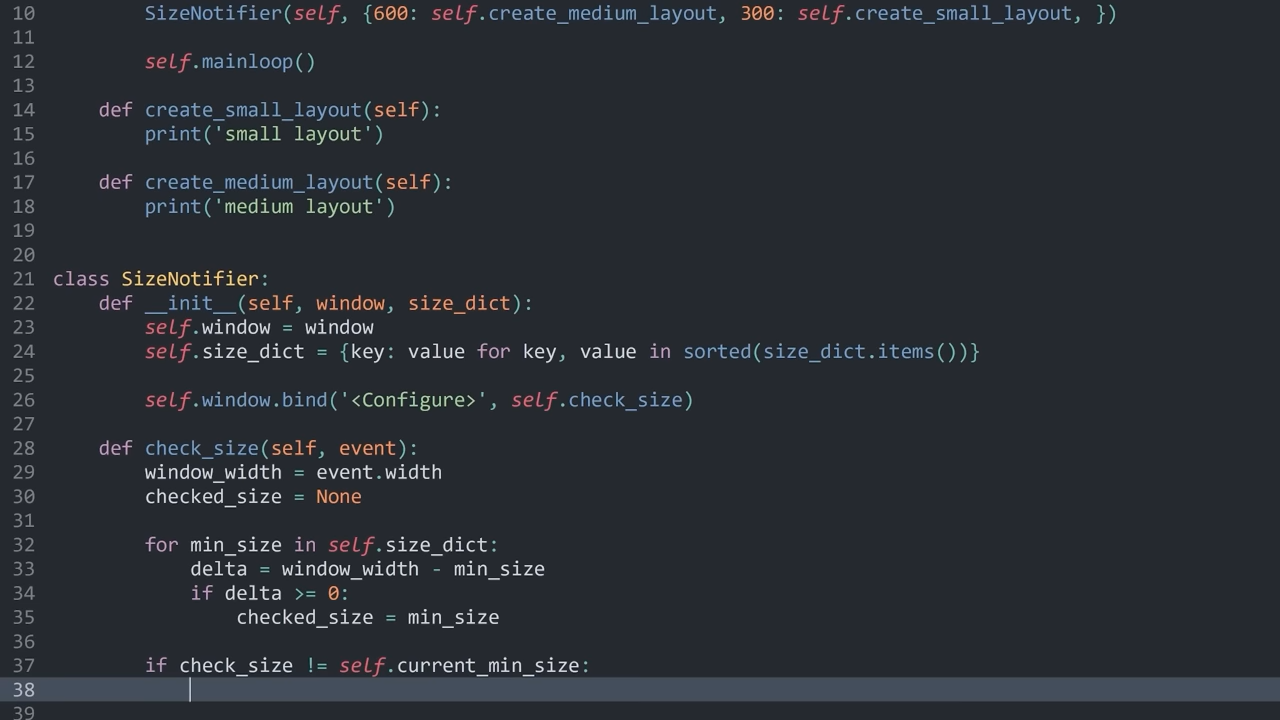 10 SizeNotifier(self, {600: self.create_medium_layout, 300: self.create_small_layout, })
11
12 self.mainloop()
13
14 def create_small_layout(self):
15 print('small layout')
16
17 def create_medium_layout(self):
18 print('medium layout')
19
20
21 class SizeNotifier:
22 def __init__(self, window, size_dict):
23 self.window = window
24 self.size_dict = {key: value for key, value in sorted(size_dict.items())}
25
26 self.window.bind('<Configure>', self.check_size)
27
28 def check_size(self, event):
29 window_width = event.width
30 checked_size = None
31
32 for min_size in self.size_dict:
33 delta = window_width - min_size
34 if delta >= 0:
35 checked_size = min_size
36
37 if check_size != self.current_min_size:
38
39